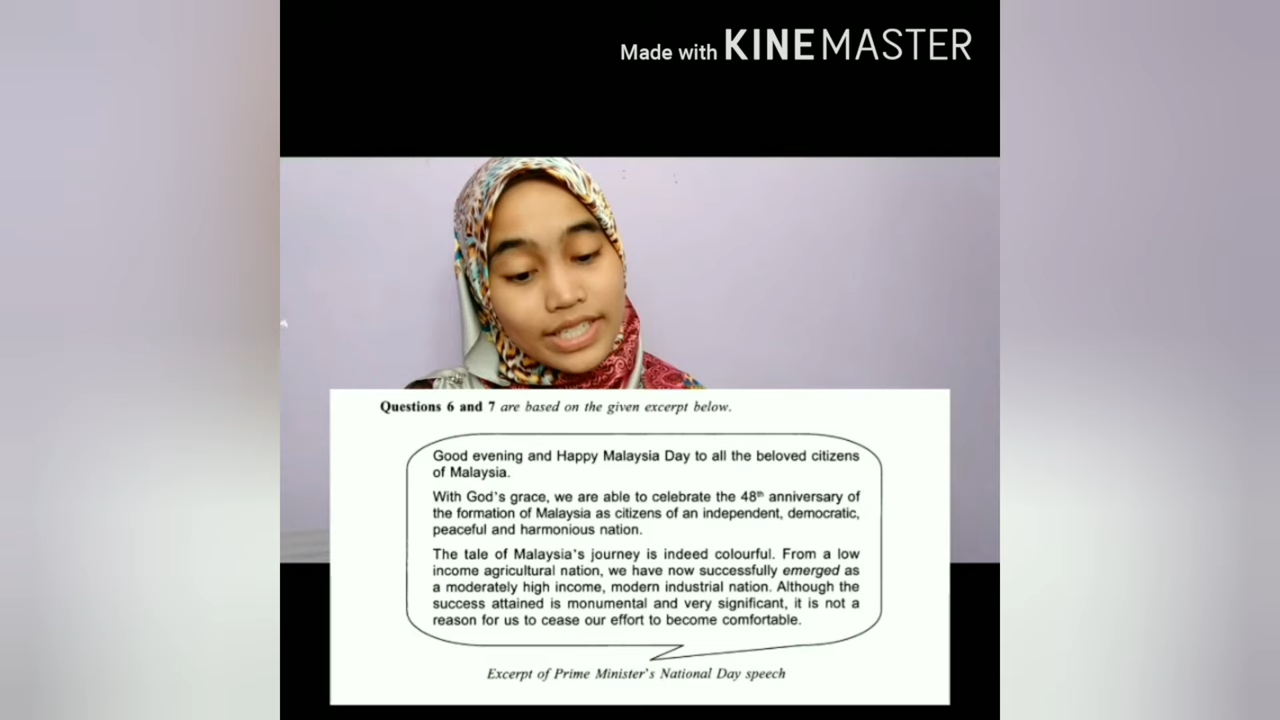 Made with KINEMASTER
Questions 6 and 7 are based on the given excerpt below.
Good evening and Happy Malaysia Day to all the beloved citizens
of Malaysia.
With God's grace, we are able to celebrate the 48th anniversary of
the formation of Malaysia as citizens of an independent, democratic,
peaceful and harmonious nation.
The tale of Malaysia's journey is indeed colourful. From a low
income agricultural nation, we have now successfully emerged as
a moderately high income, modern industrial nation. Although the
success attained is monumental and very significant, it is not a
reason for us to cease our effort to become comfortable.
Excerpt of Prime Minister's National Day speech